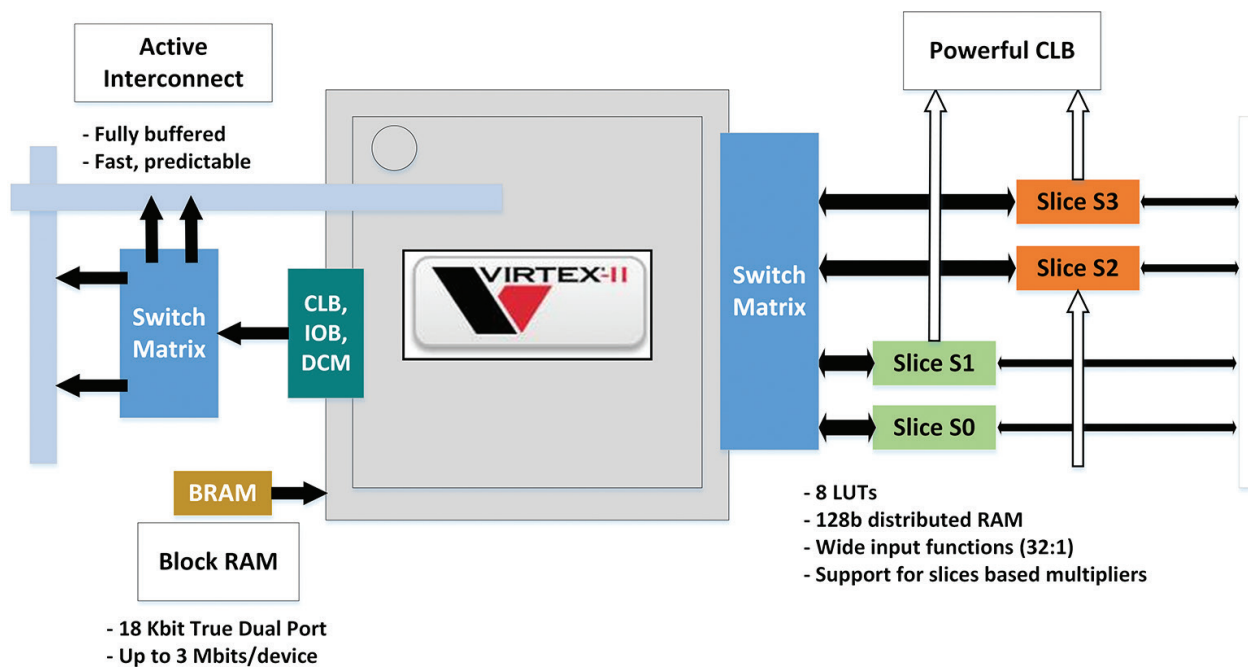 Active
Interconnect
- Fully buffered
- Fast, predictable
Switch
Matrix
CLB,
IOB,
DCM
VIRTEX-II
BRAM
Block RAM
- 18 Kbit True Dual Port
- Up to 3 Mbits/device
Switch
Matrix
Powerful CLB
Slice S3
Slice S2
Slice S1
Slice S0
- 8 LUTs
- 128b distributed RAM
- Wide input functions (32:1)
- Support for slices based multipliers